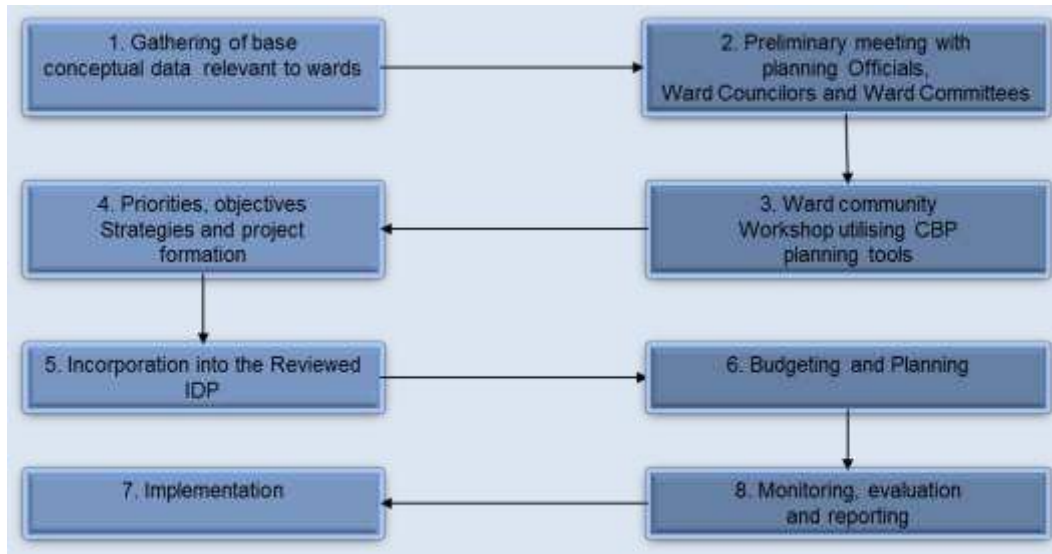 1. Gathering of base
conceptual data relevant to wards
2. Preliminary meeting with
planning Officials,
Ward Councilors and Ward Committees
3. Ward community
Workshop utilising CBP
planning tools
4. Priorities, objectives
Strategies and project
formation
5. Incorporation into the Reviewed
IDP
6. Budgeting and Planning
7. Implementation
8. Monitoring, evaluation
and reporting